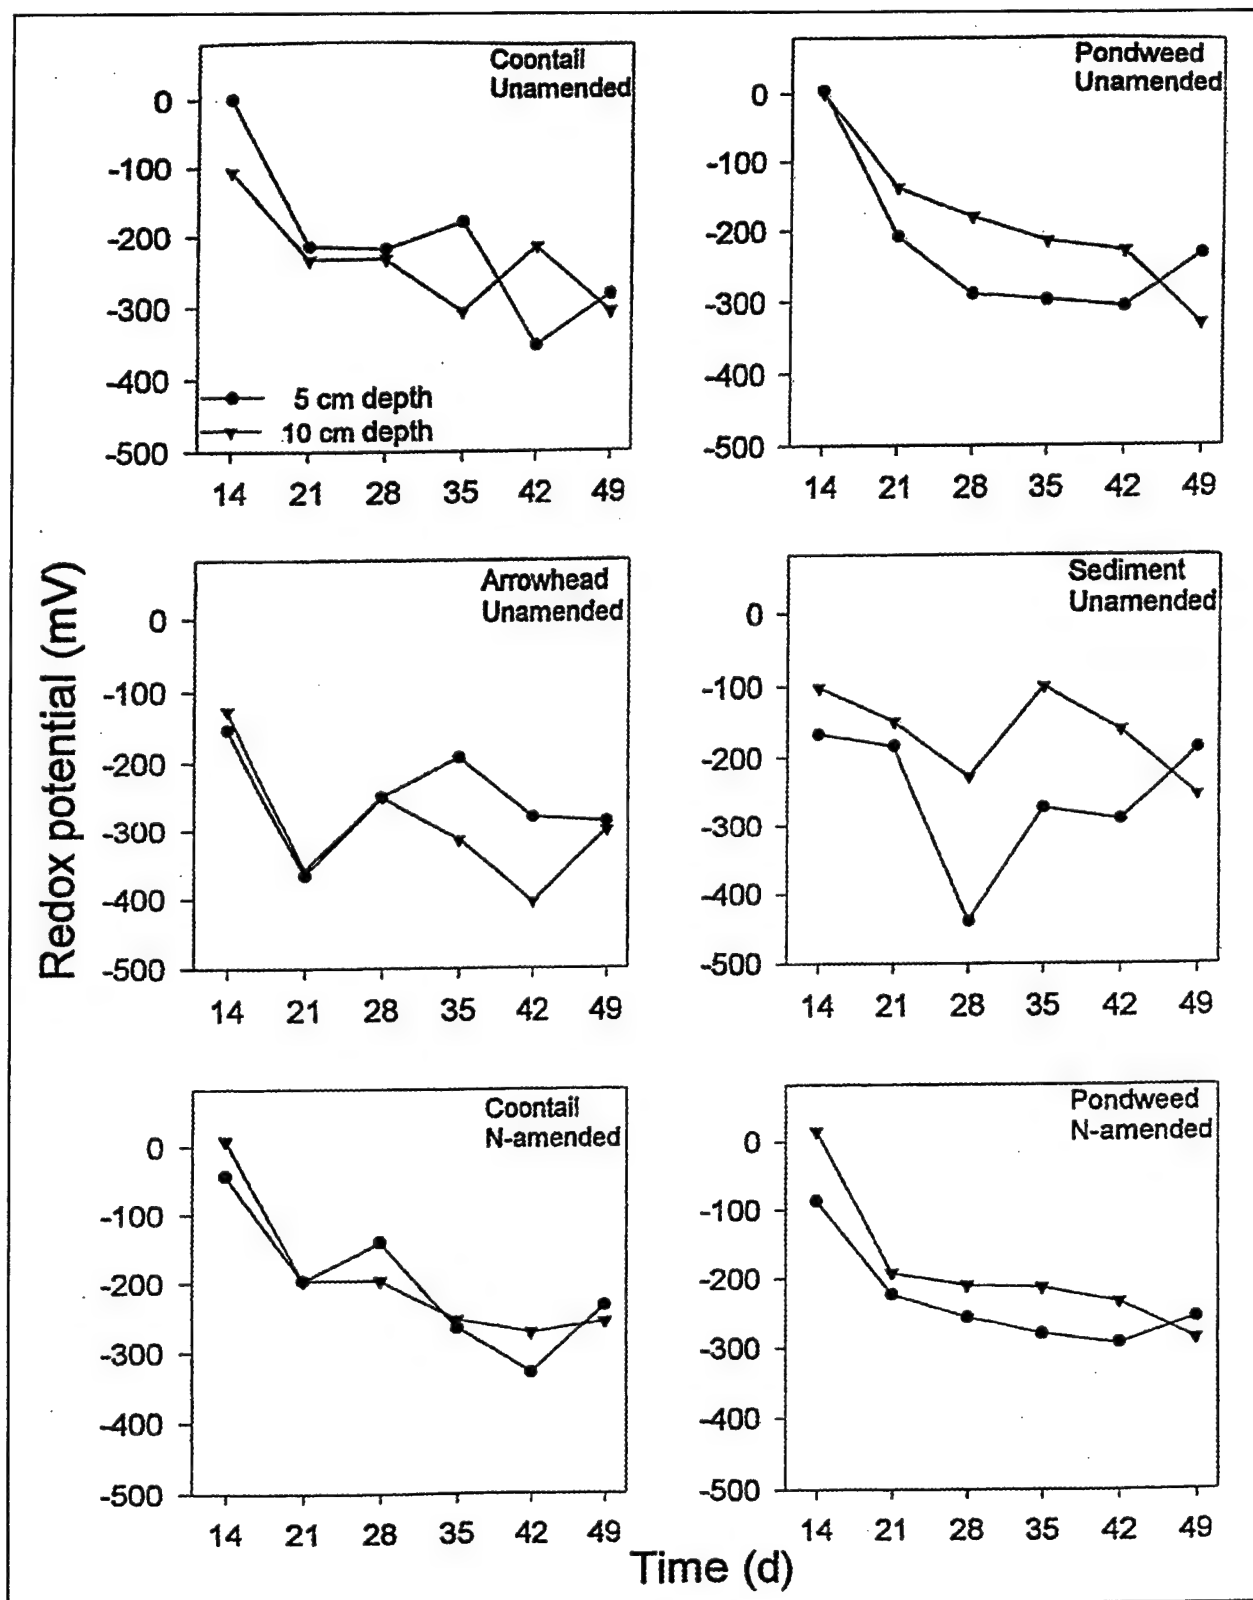 Coontail
Unamended
0
-100
-200
-300
-400
-500
5 cm depth
10 cm depth
14 21 28 35 42 49
Pondweed
Unamended
0
-100
-200
-300
-400
-500
14 21 28 35 42 49
Redox potential (mV)
Arrowhead
Unamended
0
-100
-200
-300
-400
-500
14 21 28 35 42 49
Sediment
Unamended
0
-100
-200
-300
-400
-500
14 21 28 35 42 49
Coontail
N-amended
0
-100
-200
-300
-400
-500
14 21 28 35 42 49
Pondweed
N-amended
0
-100
-200
-300
-400
-500
14 21 28 35 42 49
Time (d)